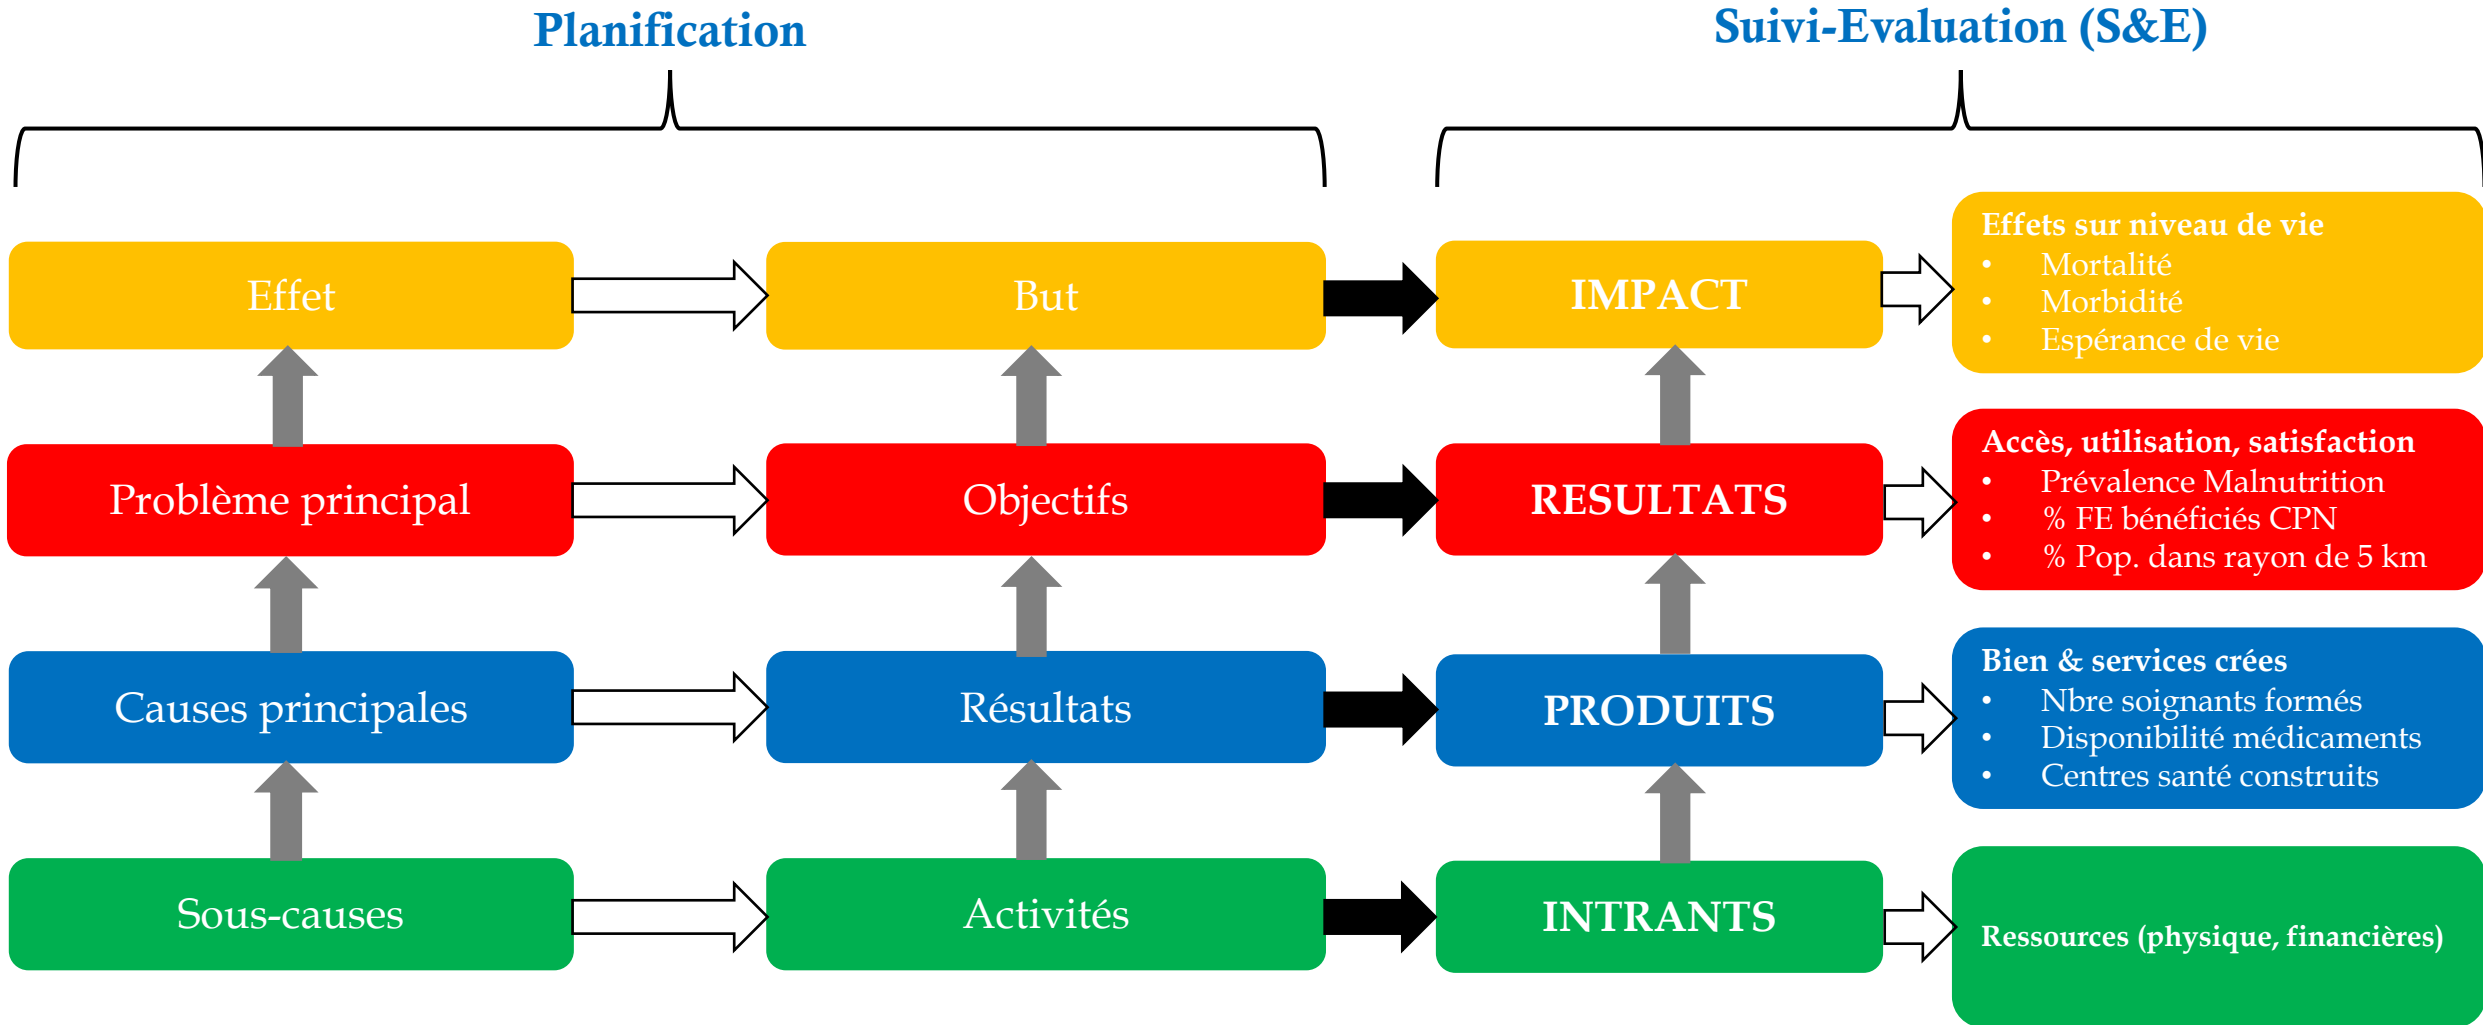 Planification
Suivi-Evaluation (S&E)
Effet
But
IMPACT
Effets sur niveau de vie
• Mortalité
• Morbidité
• Espérance de vie
Problème principal
Objectifs
RESULTATS
Accès, utilisation, satisfaction
• Prévalence Malnutrition
• % FE bénéficiés CPN
• % Pop. dans rayon de 5 km
Causes principales
Résultats
PRODUITS
Bien & services crées
• Nbre soignants formés
• Disponibilité médicaments
• Centres santé construits
Sous-causes
Activités
INTRANTS
Ressources (physique, financières)